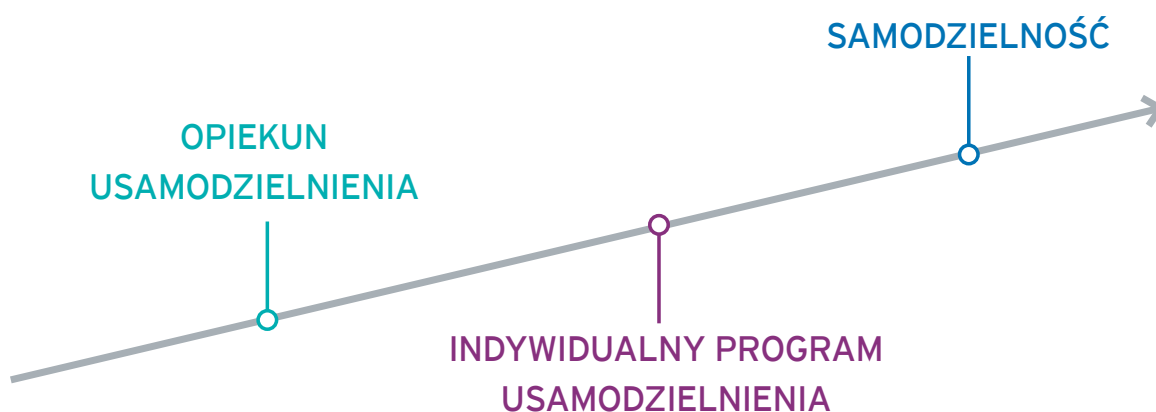 SAMODZIELNOŚĆ
OPIEKUN
USAMODZIELNIENIA
INDYWIDUALNY PROGRAM
USAMODZIELNIENIA